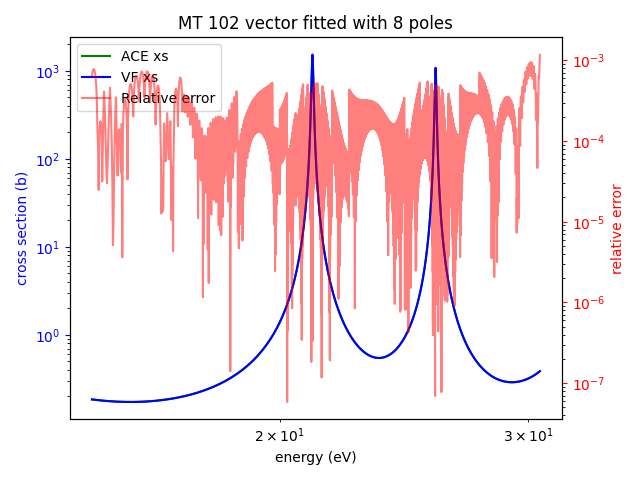 MT 102 vector fitted with 8 poles
ACE xs
VF xs
Relative error
10³
10²
10¹
10⁰
cross section (b)
10⁻³
10⁻⁴
10⁻⁵
10⁻⁶
10⁻⁷
relative error
2 × 10¹
3 × 10¹
energy (eV)